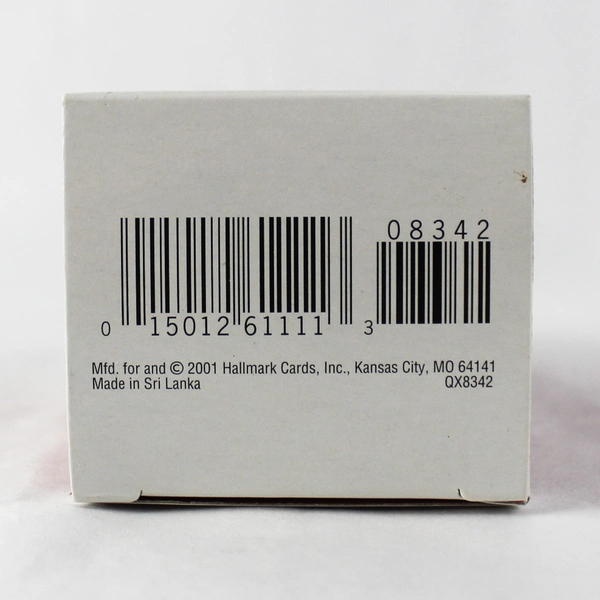 08342
0 15012 61111 3
Mfd. for and © 2001 Hallmark Cards, Inc., Kansas City, MO 64141
Made in Sri Lanka QX8342